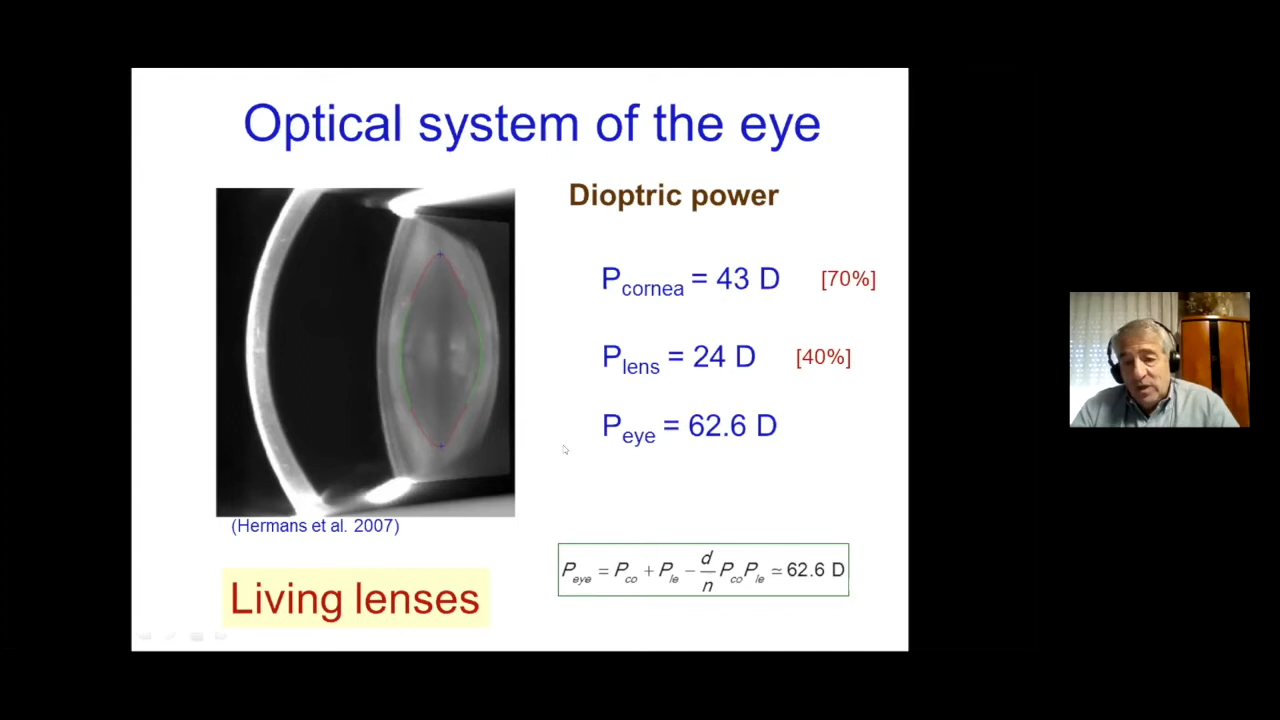 Optical system of the eye
Dioptric power
P_cornea = 43 D [70%]
P_lens = 24 D [40%]
P_eye = 62.6 D
(Hermans et al. 2007)
P_eye = P_co + P_le − d/n P_co P_le ≃ 62.6 D
Living lenses